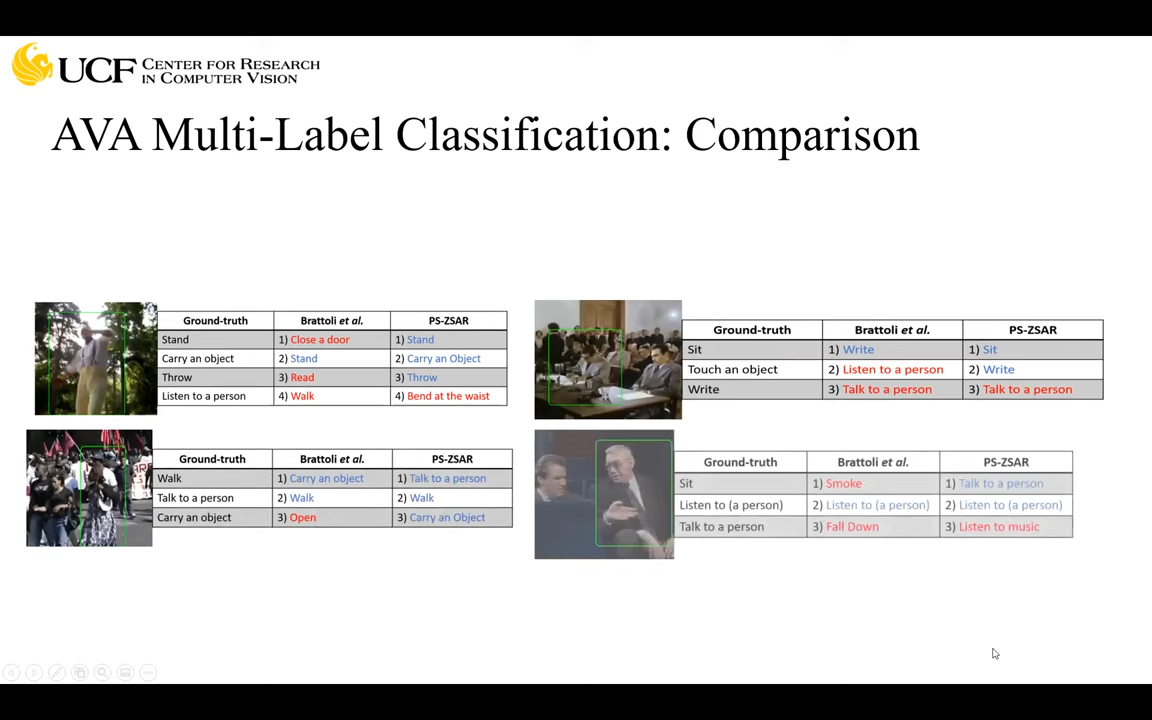 UCF CENTER FOR RESEARCH
IN COMPUTER VISION
AVA Multi-Label Classification: Comparison
Ground-truth Brattoli et al. PS-ZSAR
Stand 1) Close a door 1) Stand
Carry an object 2) Stand 2) Carry an Object
Throw 3) Read 3) Throw
Listen to a person 4) Walk 4) Bend at the waist
Ground-truth Brattoli et al. PS-ZSAR
Sit 1) Write 1) Sit
Touch an object 2) Listen to a person 2) Write
Write 3) Talk to a person 3) Talk to a person
Ground-truth Brattoli et al. PS-ZSAR
Walk 1) Carry an object 1) Talk to a person
Talk to a person 2) Walk 2) Walk
Carry an object 3) Open 3) Carry an Object
Ground-truth Brattoli et al. PS-ZSAR
Sit 1) Smoke 1) Talk to a person
Listen to (a person) 2) Listen to (a person) 2) Listen to (a person)
Talk to a person 3) Fall Down 3) Listen to music